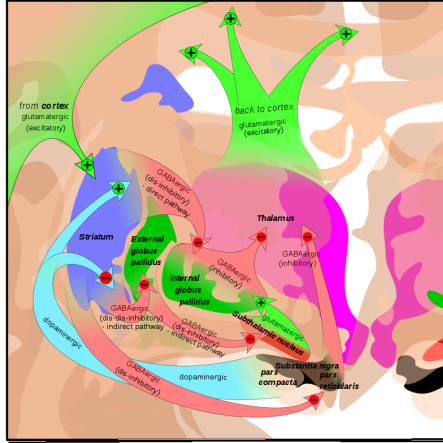 from cortex
glutamatergic
(excitatory)
back to cortex
glutamatergic
(excitatory)
GABAergic
(dis-inhibitory)
- direct pathway
Striatum
External
globus
pallidus
Thalamus
GABAergic
(inhibitory)
GABAergic
(inhibitory)
Internal
globus
pallidus
GABAergic
(dis-dis-inhibitory)
- indirect pathway
GABAergic
(dis-inhibitory)
- indirect pathway
glutamatergic
Subthalamic nucleus
dopaminergic
GABAergic
(dis-inhibitory)
dopaminergic
Substantia nigra
pars
compacta
pars
reticularis